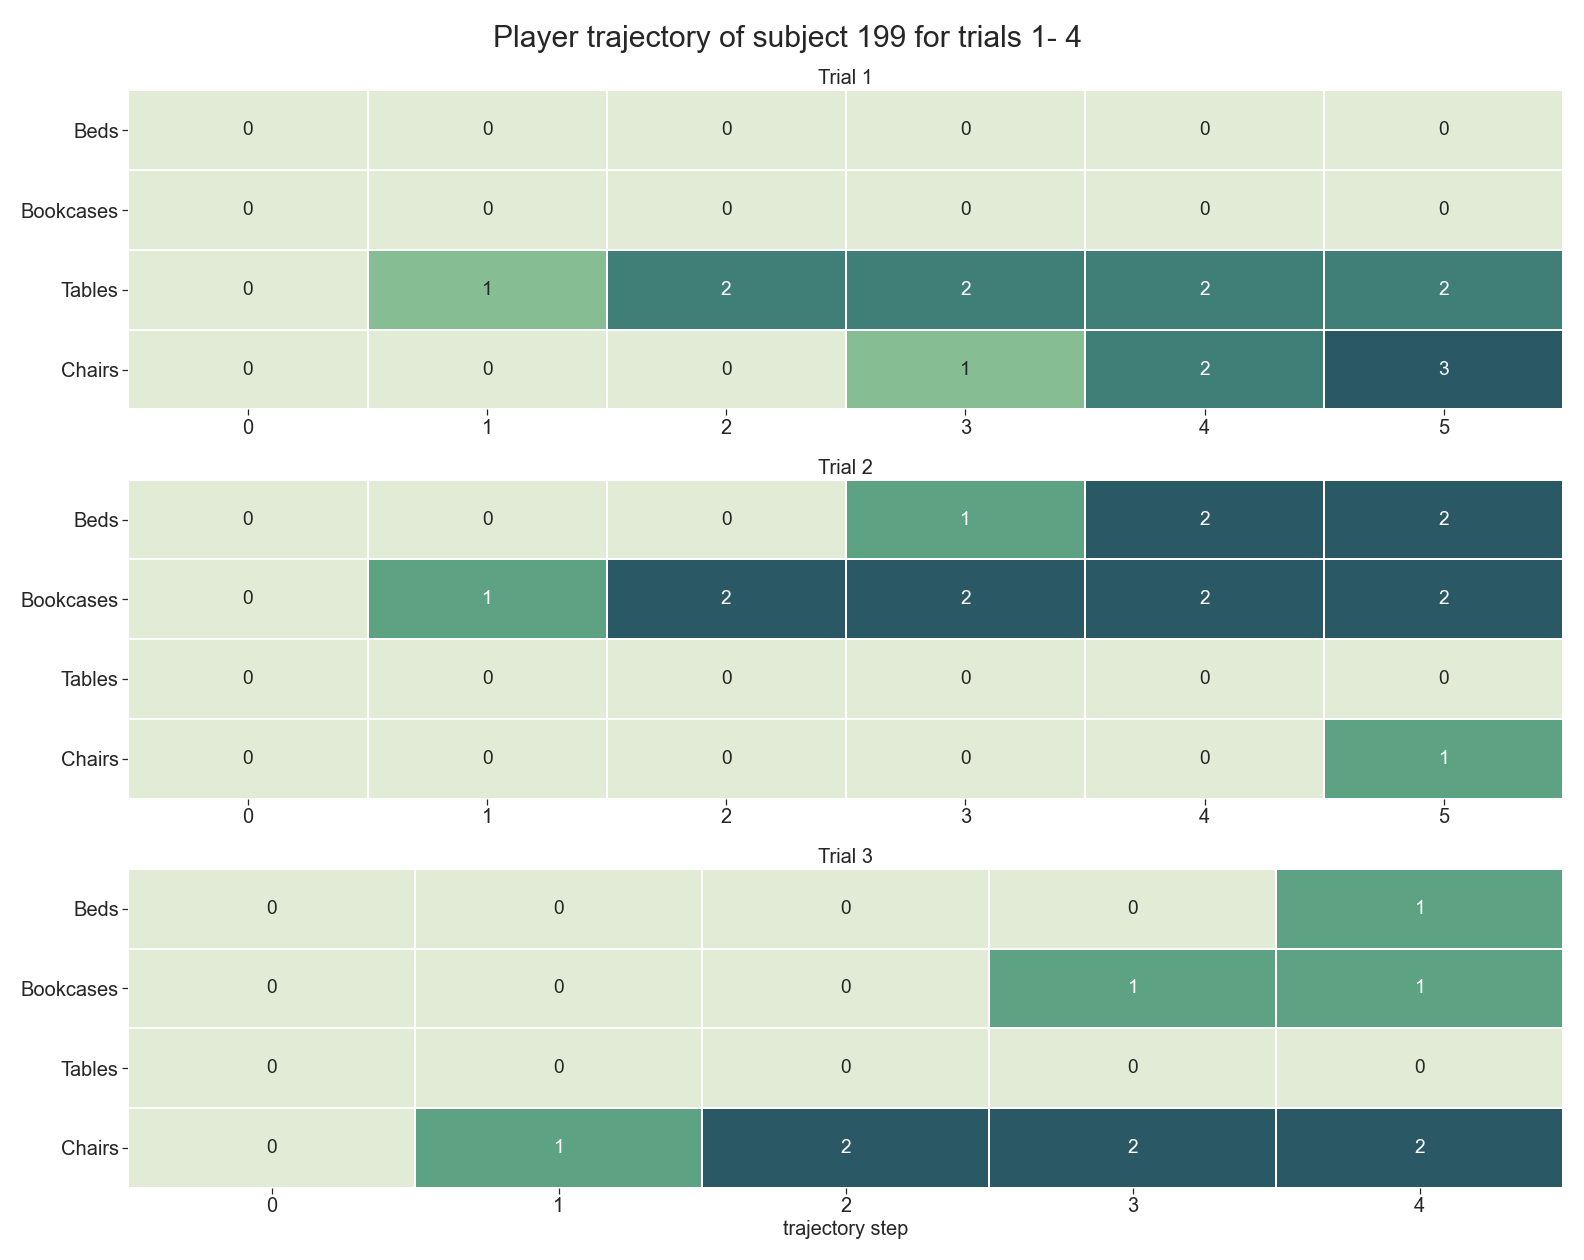 Player trajectory of subject 199 for trials 1- 4
Trial 1
Beds 0 0 0 0 0 0
Bookcases 0 0 0 0 0 0
Tables 0 1 2 2 2 2
Chairs 0 0 0 1 2 3
0 1 2 3 4 5
Trial 2
Beds 0 0 0 1 2 2
Bookcases 0 1 2 2 2 2
Tables 0 0 0 0 0 0
Chairs 0 0 0 0 0 1
0 1 2 3 4 5
Trial 3
Beds 0 0 0 0 1
Bookcases 0 0 0 1 1
Tables 0 0 0 0 0
Chairs 0 1 2 2 2
0 1 2 3 4
trajectory step